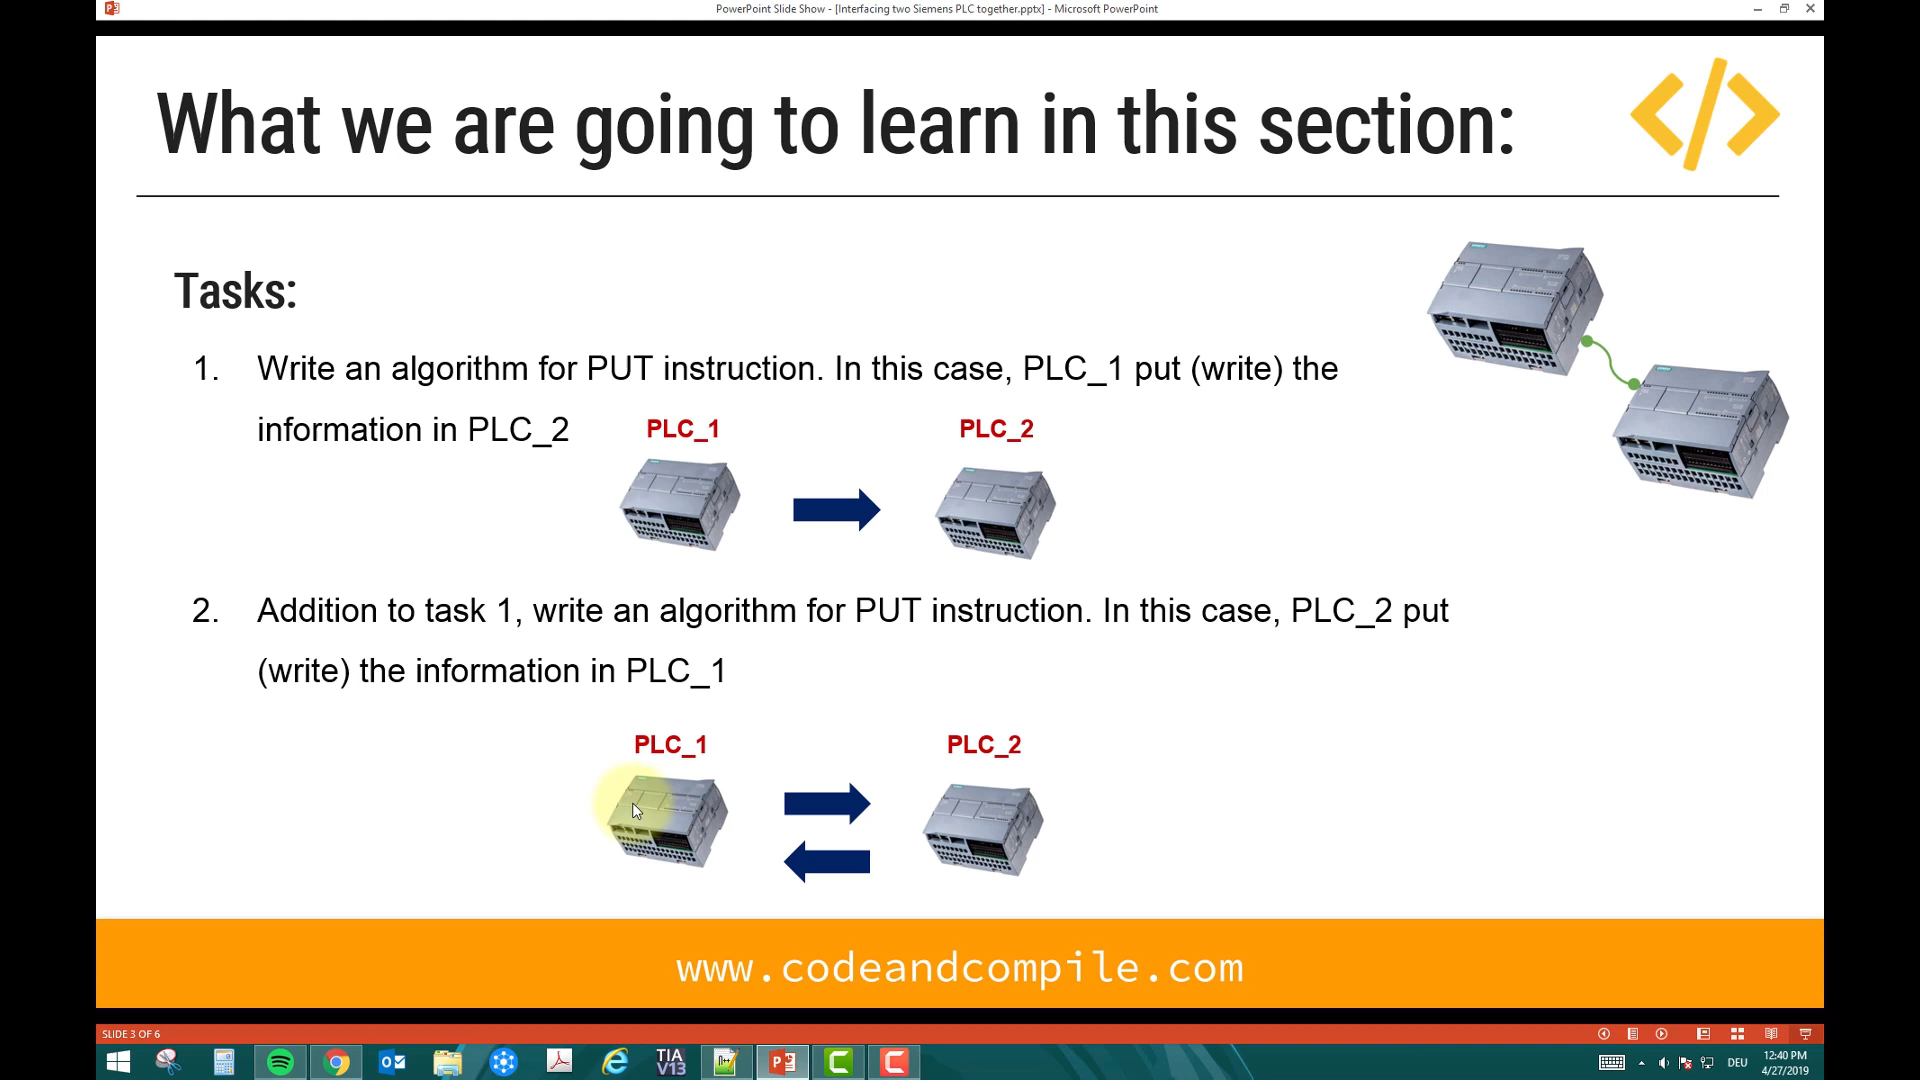 PowerPoint Slide Show - [Interfacing two Siemens PLC together.pptx] - Microsoft PowerPoint
What we are going to learn in this section:
Tasks:
1. Write an algorithm for PUT instruction. In this case, PLC_1 put (write) the
information in PLC_2
PLC_1 PLC_2
2. Addition to task 1, write an algorithm for PUT instruction. In this case, PLC_2 put
(write) the information in PLC_1
PLC_1 PLC_2
www.codeandcompile.com
SLIDE 3 OF 6
TIA
V13
DEU
12:40 PM
4/27/2019